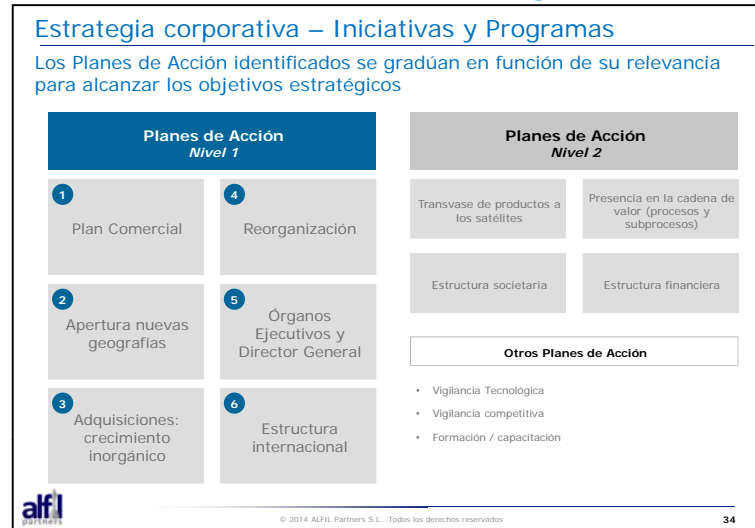 Estrategia corporativa – Iniciativas y Programas
Los Planes de Acción identificados se gradúan en función de su relevancia
para alcanzar los objetivos estratégicos
Planes de Acción
Nivel 1
1
Plan Comercial
4
Reorganización
2
Apertura nuevas
geografías
5
Órganos
Ejecutivos y
Director General
3
Adquisiciones:
crecimiento
inorgánico
6
Estructura
internacional
Planes de Acción
Nivel 2
Transvase de productos a
los satélites
Presencia en la cadena de
valor (procesos y
subprocesos)
Estructura societaria
Estructura financiera
Otros Planes de Acción
• Vigilancia Tecnológica
• Vigilancia competitiva
• Formación / capacitación
alfil
partners
© 2014 ALFIL Partners S.L.. Todos los derechos reservados
34